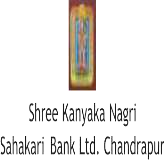 Shree Kanyaka Nagri
Sahakari Bank Ltd. Chandrapur